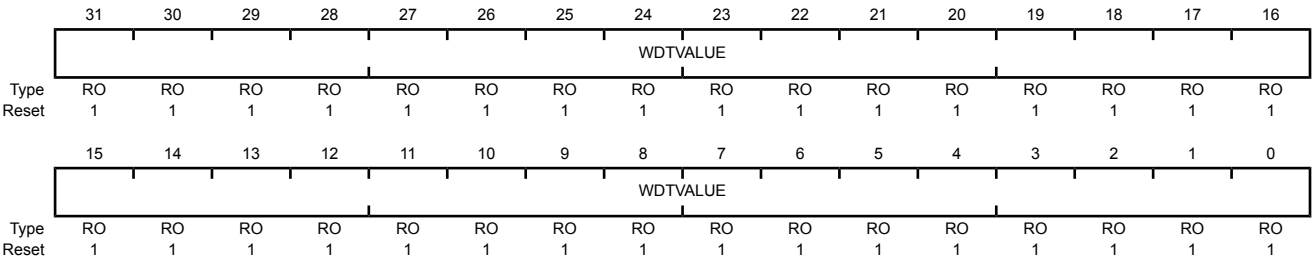 31 30 29 28 27 26 25 24 23 22 21 20 19 18 17 16
WDTVALUE
Type RO RO RO RO RO RO RO RO RO RO RO RO RO RO RO RO
Reset 1 1 1 1 1 1 1 1 1 1 1 1 1 1 1 1
15 14 13 12 11 10 9 8 7 6 5 4 3 2 1 0
WDTVALUE
Type RO RO RO RO RO RO RO RO RO RO RO RO RO RO RO RO
Reset 1 1 1 1 1 1 1 1 1 1 1 1 1 1 1 1